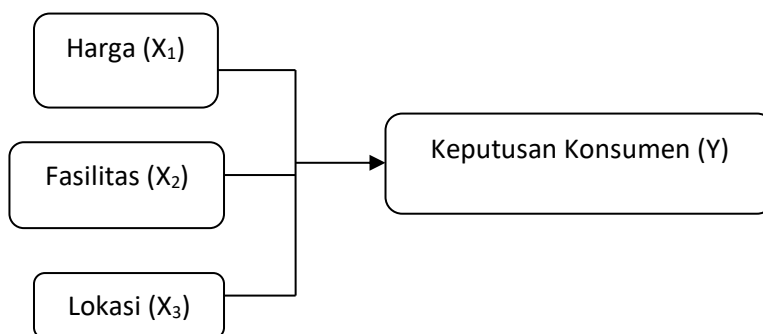 Harga (X₁)
Fasilitas (X₂)
Keputusan Konsumen (Y)
Lokasi (X₃)